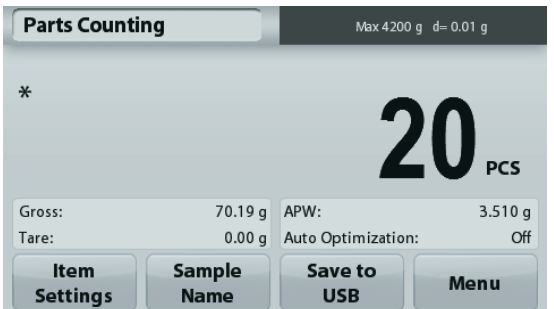 Parts Counting
Max 4200 g d= 0.01 g
*
20 PCS
Gross: 70.19 g
APW: 3.510 g
Tare: 0.00 g
Auto Optimization: Off
Item Settings
Sample Name
Save to USB
Menu